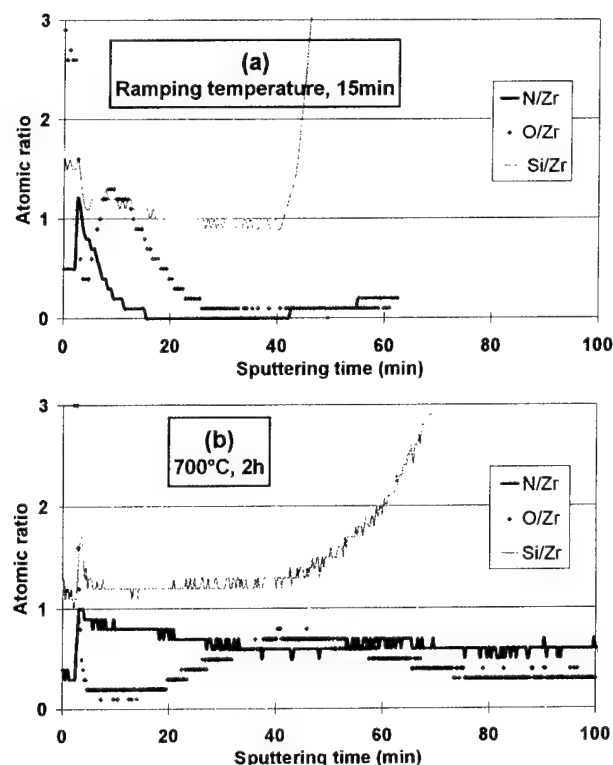 3
(a)
Ramping temperature, 15min
2
N/Zr
O/Zr
Si/Zr
1
0
Atomic ratio
0 20 40 60 80 100
Sputtering time (min)
3
(b)
700°C, 2h
2
N/Zr
O/Zr
Si/Zr
1
0
Atomic ratio
0 20 40 60 80 100
Sputtering time (min)